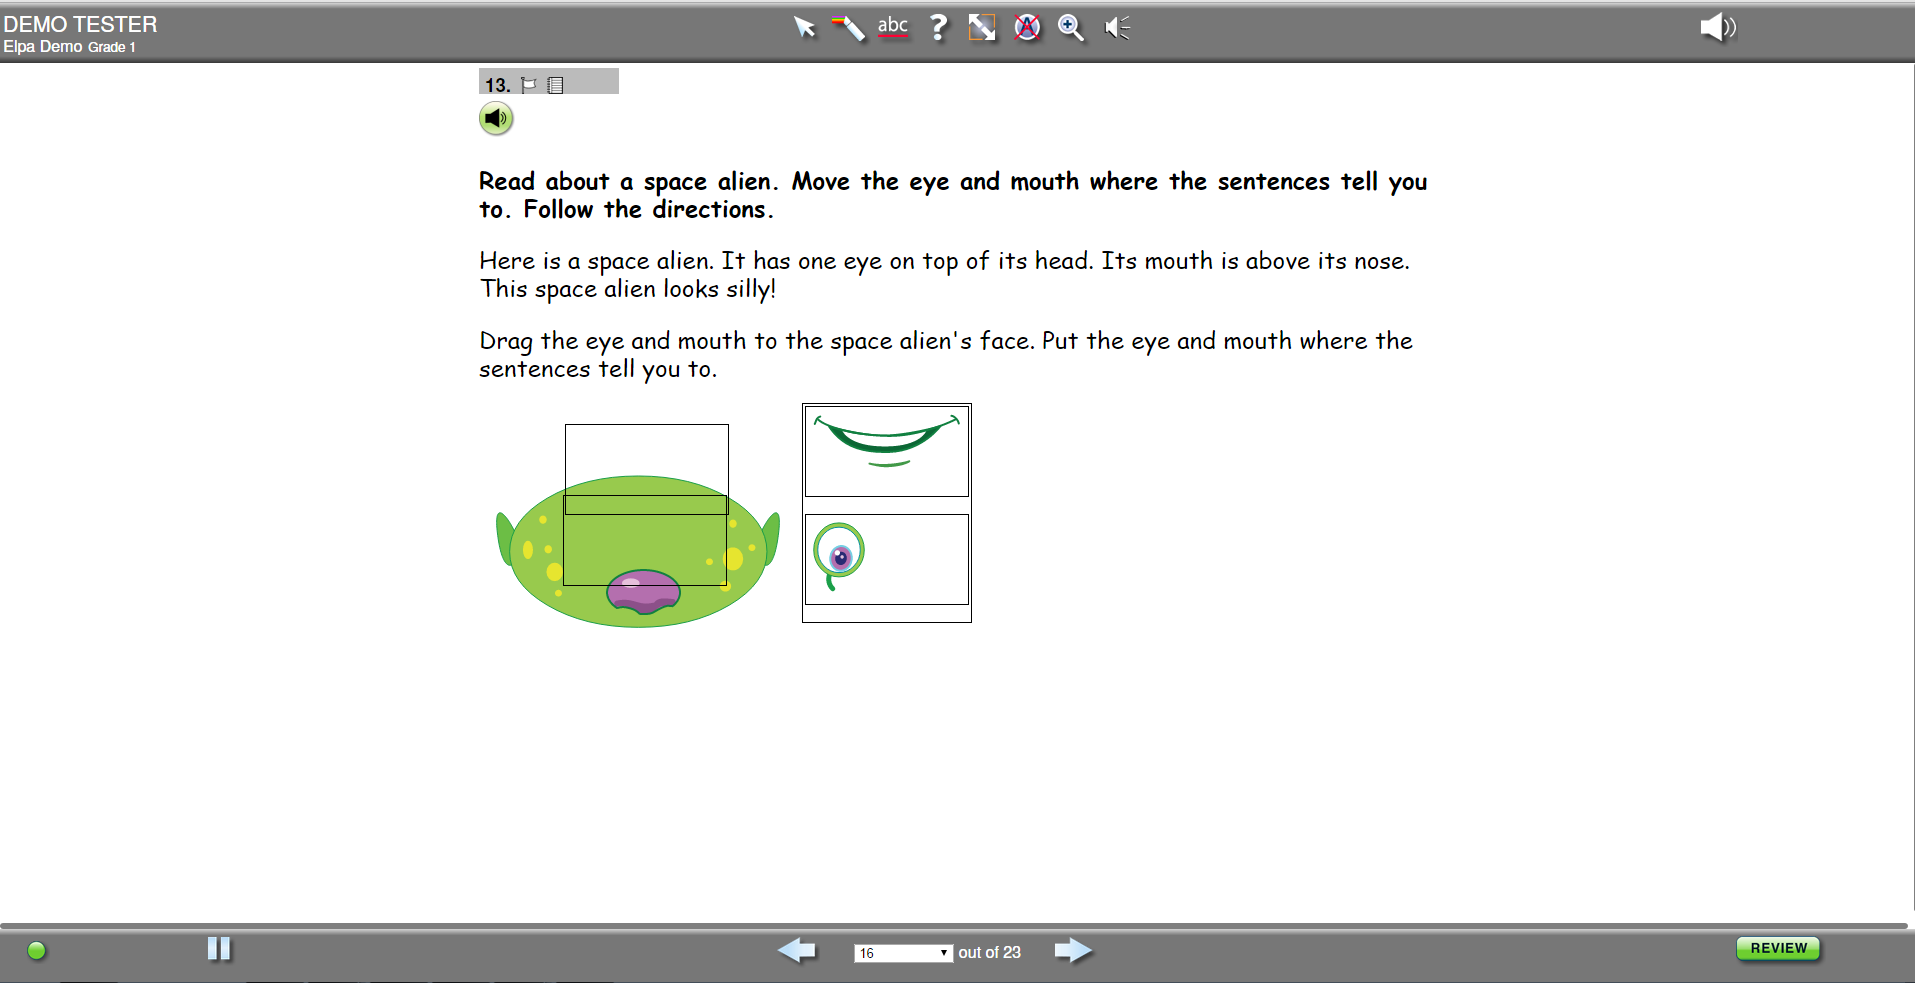 DEMO TESTER
Elpa Demo Grade 1
abc
?
A
13.
Read about a space alien. Move the eye and mouth where the sentences tell you
to. Follow the directions.
Here is a space alien. It has one eye on top of its head. Its mouth is above its nose.
This space alien looks silly!
Drag the eye and mouth to the space alien's face. Put the eye and mouth where the
sentences tell you to.
16 out of 23
REVIEW